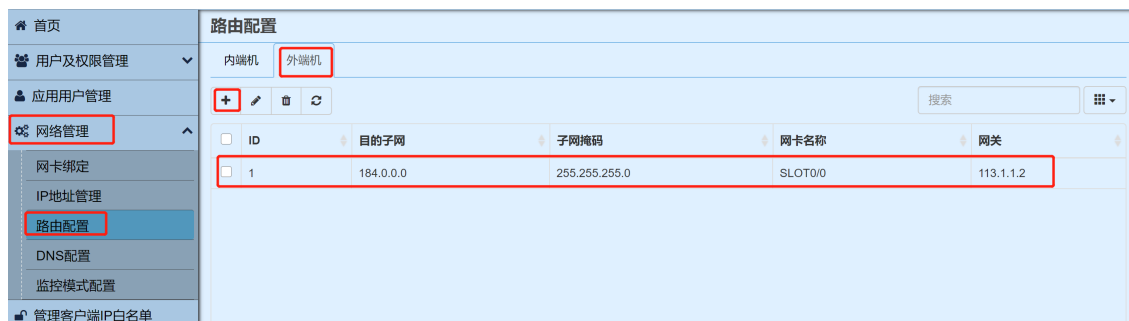 首页
用户及权限管理
应用用户管理
网络管理
网卡绑定
IP地址管理
路由配置
DNS配置
监控模式配置
管理客户端IP白名单
路由配置
内端机 外端机
搜索
ID 目的子网 子网掩码 网卡名称 网关
1 184.0.0.0 255.255.255.0 SLOT0/0 113.1.1.2